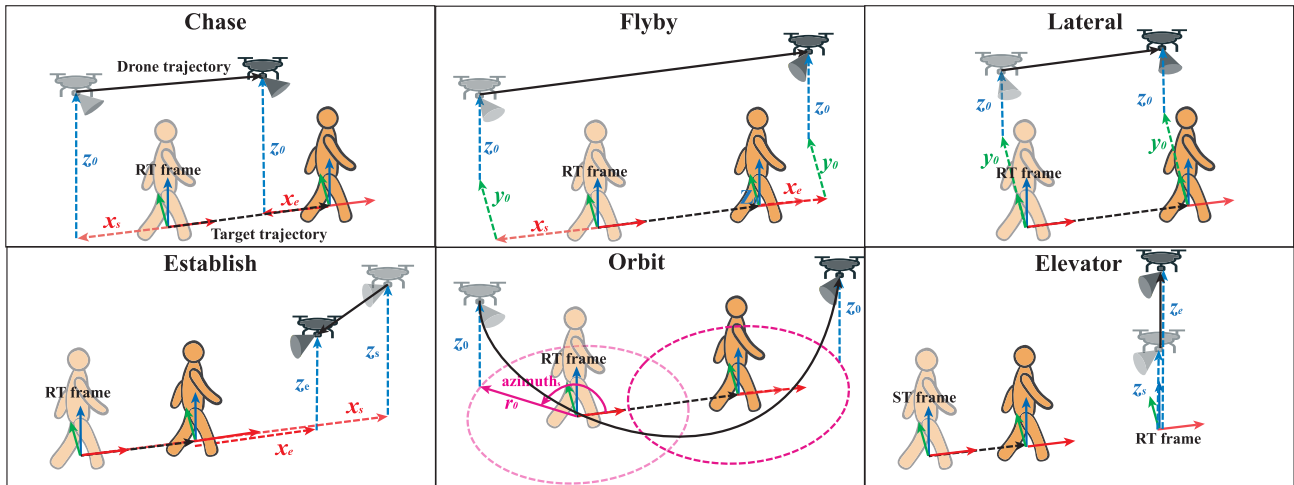 Chase
Drone trajectory
z₀
z₀
RT frame
xₛ
xₑ
Target trajectory
Flyby
z₀
z₀
y₀
y₀
RT frame
Z
xₑ
xₛ
Lateral
z₀
z₀
y₀
y₀
RT frame
Establish
zₛ
zₑ
RT frame
xₛ
xₑ
Orbit
z₀
z₀
RT frame
azimuthₛ
r₀
Elevator
zₑ
zₛ
ST frame
RT frame